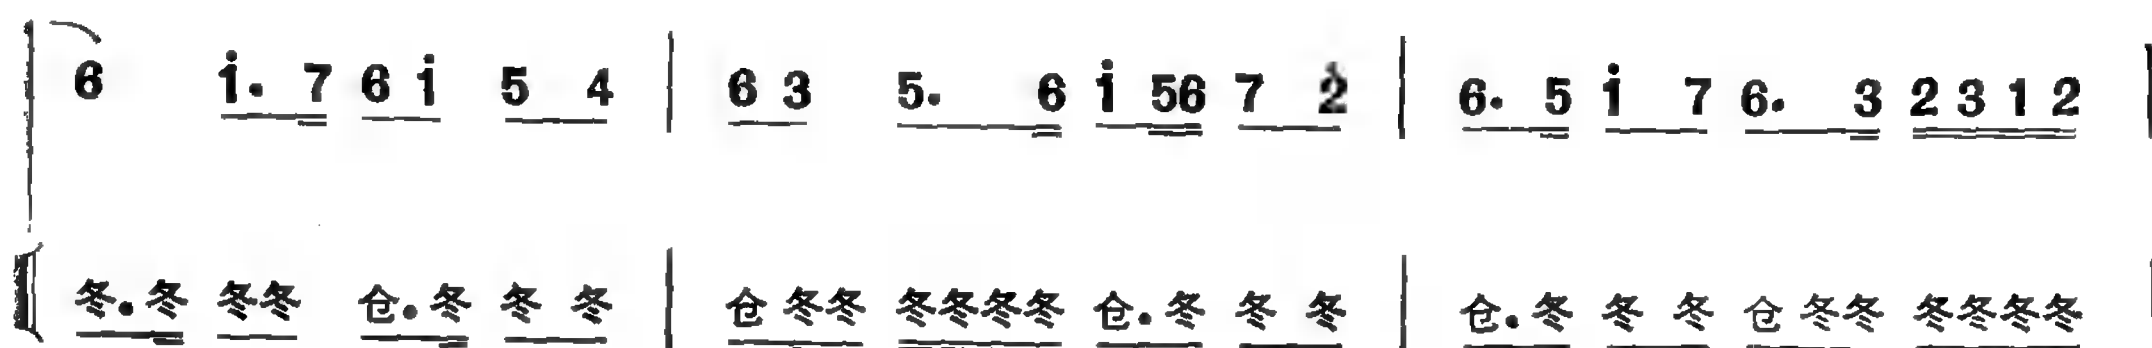 6 i. 7 6 i 5 4 | 6 3 5. 6 i 56 7 2 | 6. 5 i 7 6. 3 2 3 1 2 |
冬.冬 冬冬 仓.冬 冬 冬 | 仓 冬冬 冬冬冬冬 仓.冬 冬 冬 | 仓.冬 冬 冬 仓 冬冬 冬冬冬冬 |